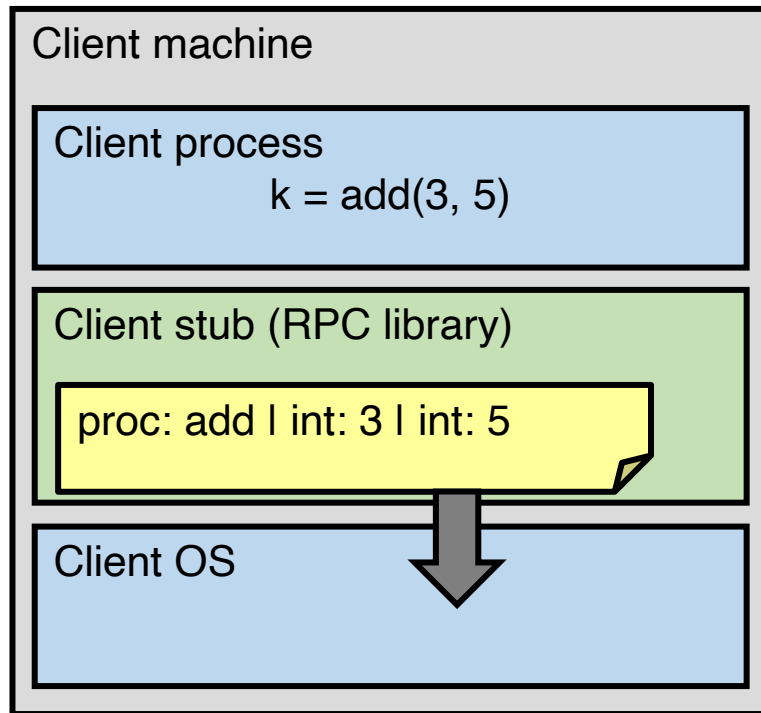 Client machine
Client process
k = add(3, 5)
Client stub (RPC library)
proc: add | int: 3 | int: 5
Client OS